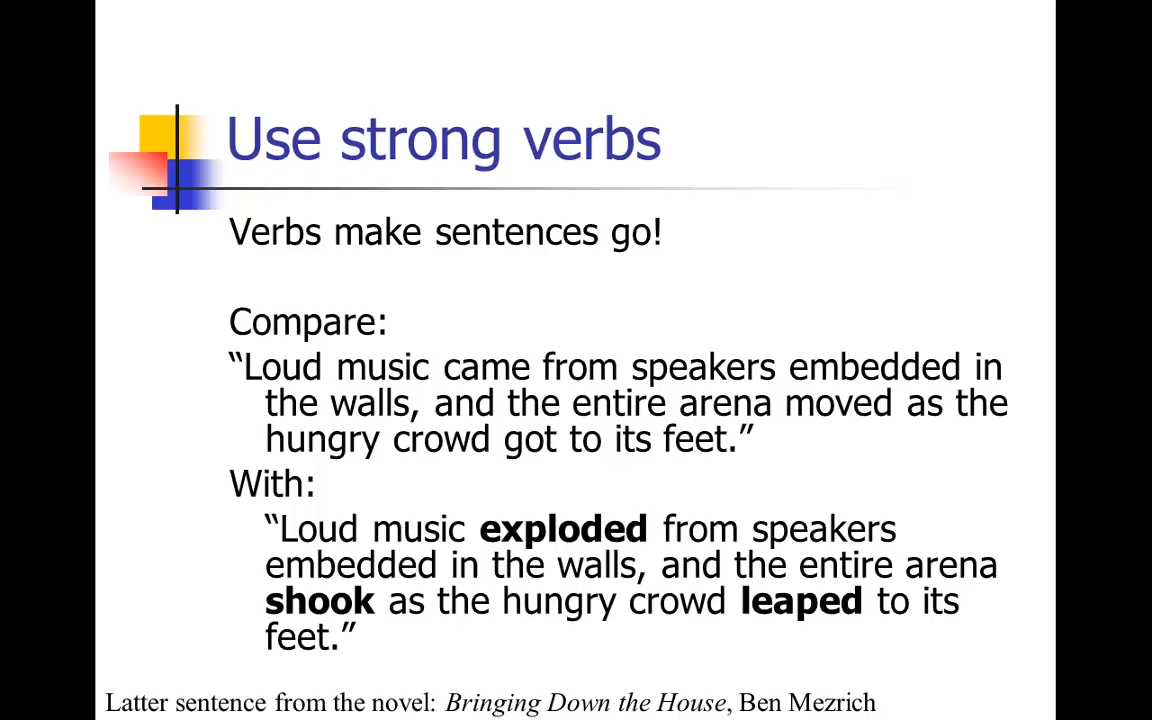 Use strong verbs
Verbs make sentences go!
Compare:
“Loud music came from speakers embedded in
the walls, and the entire arena moved as the
hungry crowd got to its feet.”
With:
“Loud music exploded from speakers
embedded in the walls, and the entire arena
shook as the hungry crowd leaped to its
feet.”
Latter sentence from the novel: Bringing Down the House, Ben Mezrich